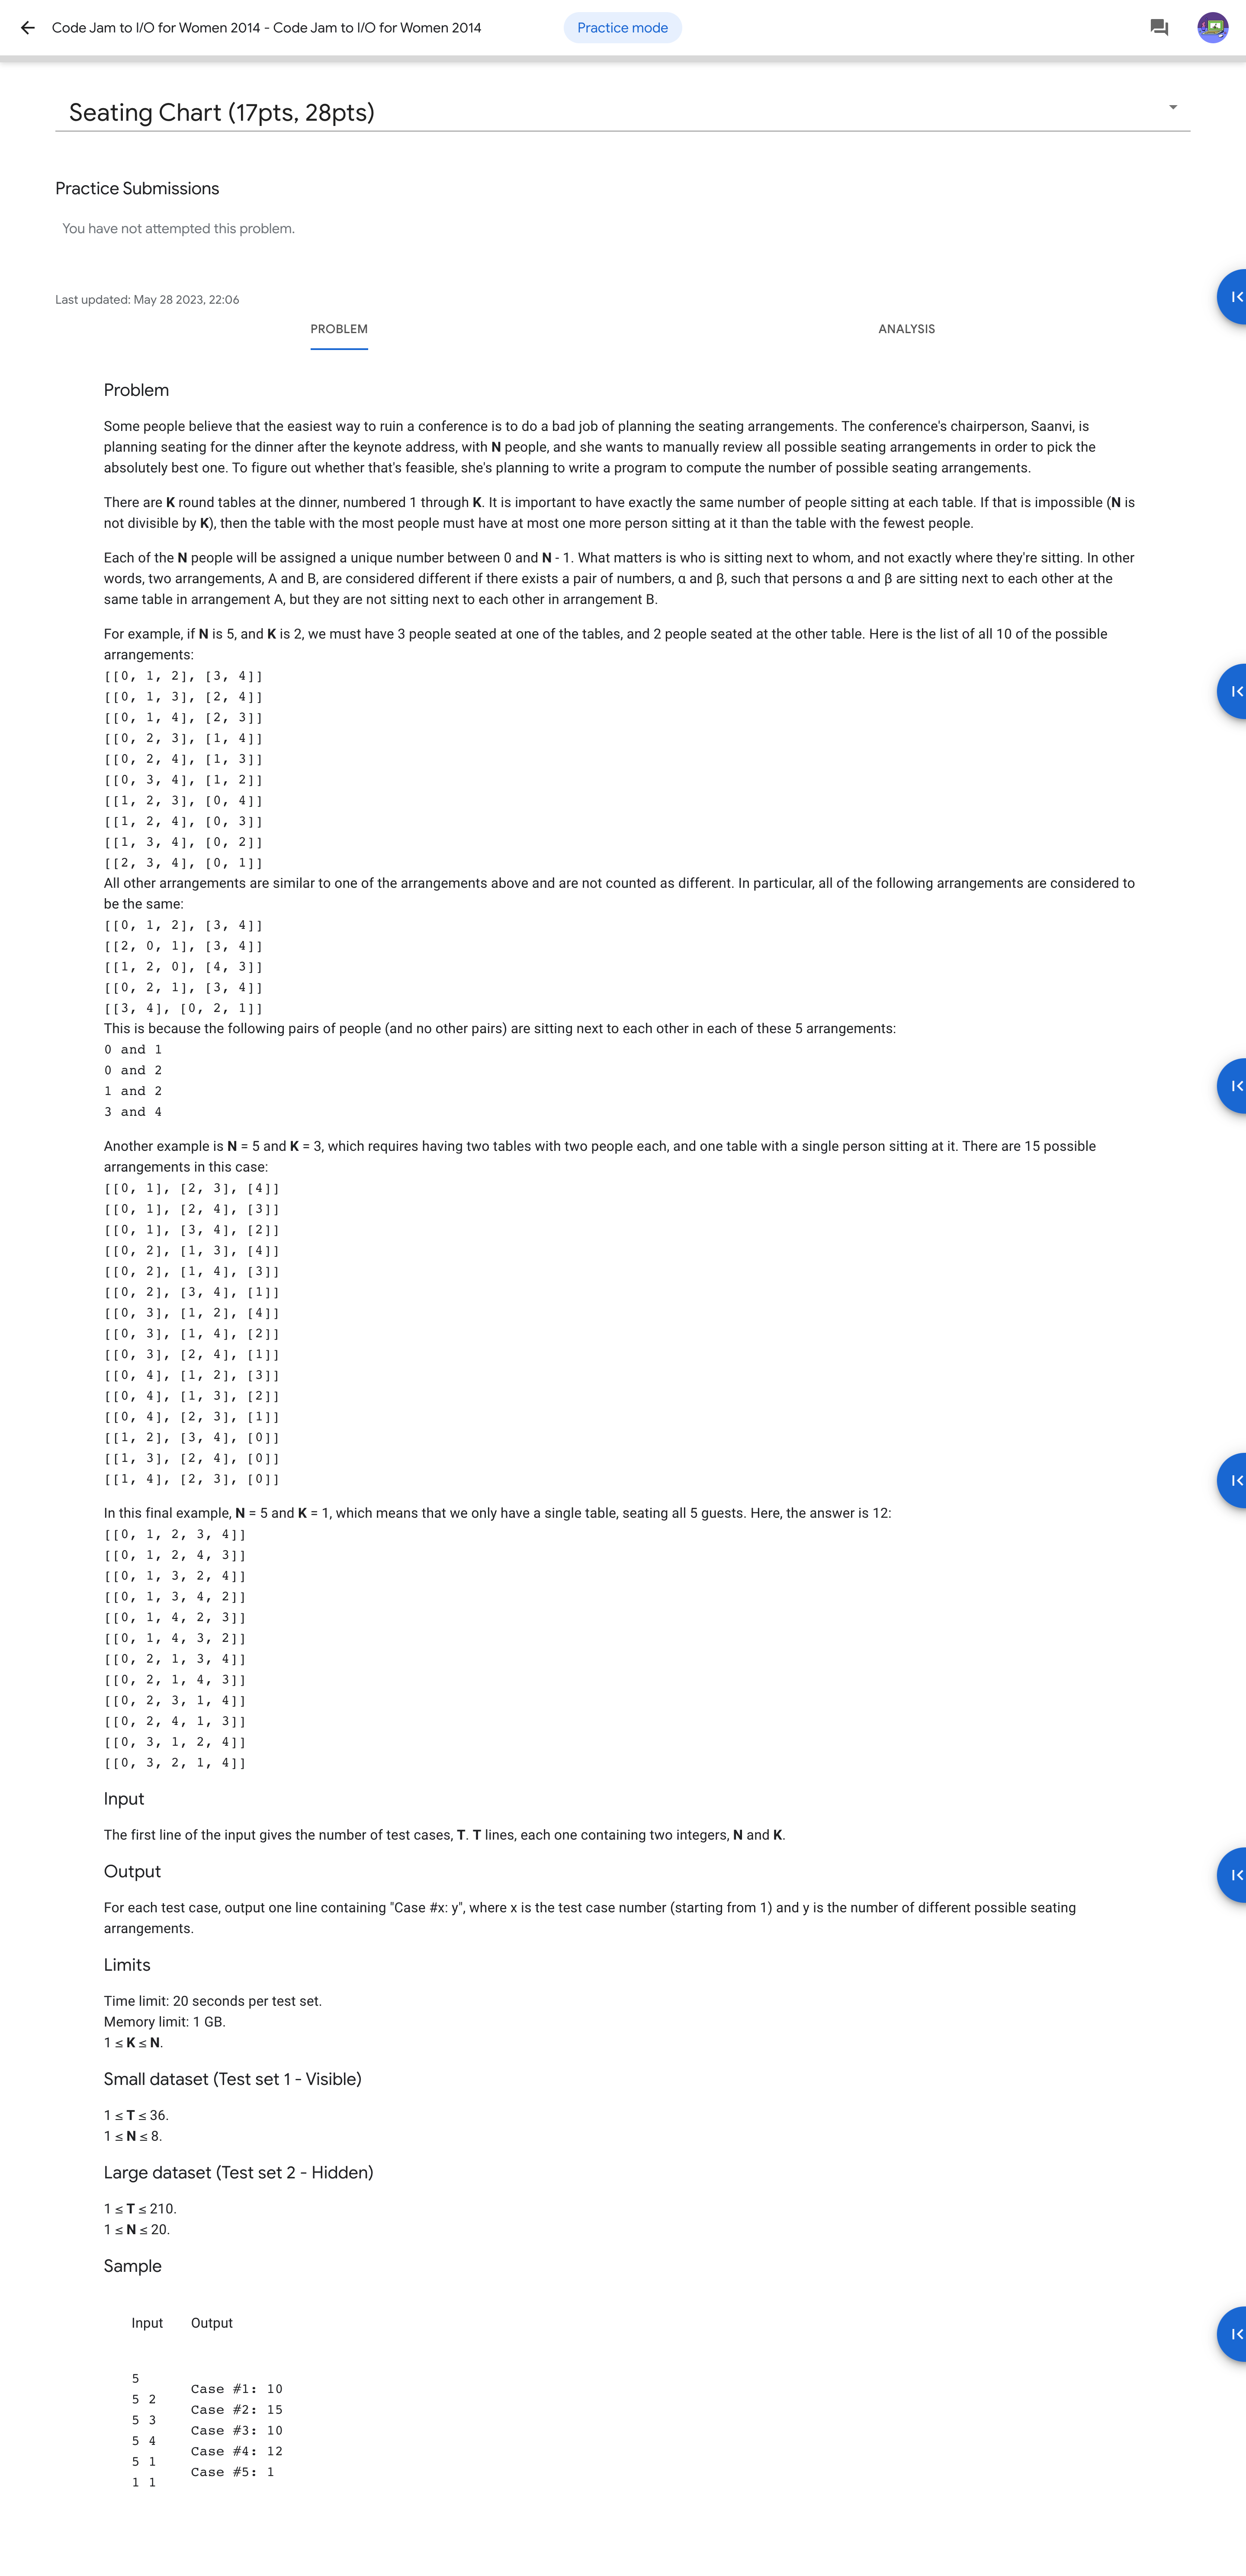 Code Jam to I/O for Women 2014 - Code Jam to I/O for Women 2014
Practice mode
Seating Chart (17pts, 28pts)
Practice Submissions
You have not attempted this problem.
Last updated: May 28 2023, 22:06
PROBLEM
ANALYSIS
Problem
Some people believe that the easiest way to ruin a conference is to do a bad job of planning the seating arrangements. The conference's chairperson, Saanvi, is
planning seating for the dinner after the keynote address, with N people, and she wants to manually review all possible seating arrangements in order to pick the
absolutely best one. To figure out whether that's feasible, she's planning to write a program to compute the number of possible seating arrangements.
There are K round tables at the dinner, numbered 1 through K. It is important to have exactly the same number of people sitting at each table. If that is impossible (N is
not divisible by K), then the table with the most people must have at most one more person sitting at it than the table with the fewest people.
Each of the N people will be assigned a unique number between 0 and N - 1. What matters is who is sitting next to whom, and not exactly where they're sitting. In other
words, two arrangements, A and B, are considered different if there exists a pair of numbers, α and β, such that persons α and β are sitting next to each other at the
same table in arrangement A, but they are not sitting next to each other in arrangement B.
For example, if N is 5, and K is 2, we must have 3 people seated at one of the tables, and 2 people seated at the other table. Here is the list of all 10 of the possible
arrangements:
[[0, 1, 2], [3, 4]]
[[0, 1, 3], [2, 4]]
[[0, 1, 4], [2, 3]]
[[0, 2, 3], [1, 4]]
[[0, 2, 4], [1, 3]]
[[0, 3, 4], [1, 2]]
[[1, 2, 3], [0, 4]]
[[1, 2, 4], [0, 3]]
[[1, 3, 4], [0, 2]]
[[2, 3, 4], [0, 1]]
All other arrangements are similar to one of the arrangements above and are not counted as different. In particular, all of the following arrangements are considered to
be the same:
[[0, 1, 2], [3, 4]]
[[2, 0, 1], [3, 4]]
[[1, 2, 0], [4, 3]]
[[0, 2, 1], [3, 4]]
[[3, 4], [0, 2, 1]]
This is because the following pairs of people (and no other pairs) are sitting next to each other in each of these 5 arrangements:
0 and 1
0 and 2
1 and 2
3 and 4
Another example is N = 5 and K = 3, which requires having two tables with two people each, and one table with a single person sitting at it. There are 15 possible
arrangements in this case:
[[0, 1], [2, 3], [4]]
[[0, 1], [2, 4], [3]]
[[0, 1], [3, 4], [2]]
[[0, 2], [1, 3], [4]]
[[0, 2], [1, 4], [3]]
[[0, 2], [3, 4], [1]]
[[0, 3], [1, 2], [4]]
[[0, 3], [1, 4], [2]]
[[0, 3], [2, 4], [1]]
[[0, 4], [1, 2], [3]]
[[0, 4], [1, 3], [2]]
[[0, 4], [2, 3], [1]]
[[1, 2], [3, 4], [0]]
[[1, 3], [2, 4], [0]]
[[1, 4], [2, 3], [0]]
In this final example, N = 5 and K = 1, which means that we only have a single table, seating all 5 guests. Here, the answer is 12:
[[0, 1, 2, 3, 4]]
[[0, 1, 2, 4, 3]]
[[0, 1, 3, 2, 4]]
[[0, 1, 3, 4, 2]]
[[0, 1, 4, 2, 3]]
[[0, 1, 4, 3, 2]]
[[0, 2, 1, 3, 4]]
[[0, 2, 1, 4, 3]]
[[0, 2, 3, 1, 4]]
[[0, 2, 4, 1, 3]]
[[0, 3, 1, 2, 4]]
[[0, 3, 2, 1, 4]]
Input
The first line of the input gives the number of test cases, T. T lines, each one containing two integers, N and K.
Output
For each test case, output one line containing "Case #x: y", where x is the test case number (starting from 1) and y is the number of different possible seating
arrangements.
Limits
Time limit: 20 seconds per test set.
Memory limit: 1 GB.
1 ≤ K ≤ N.
Small dataset (Test set 1 - Visible)
1 ≤ T ≤ 36.
1 ≤ N ≤ 8.
Large dataset (Test set 2 - Hidden)
1 ≤ T ≤ 210.
1 ≤ N ≤ 20.
Sample
Input
Output
5
5 2
5 3
5 4
5 1
1 1
Case #1: 10
Case #2: 15
Case #3: 10
Case #4: 12
Case #5: 1